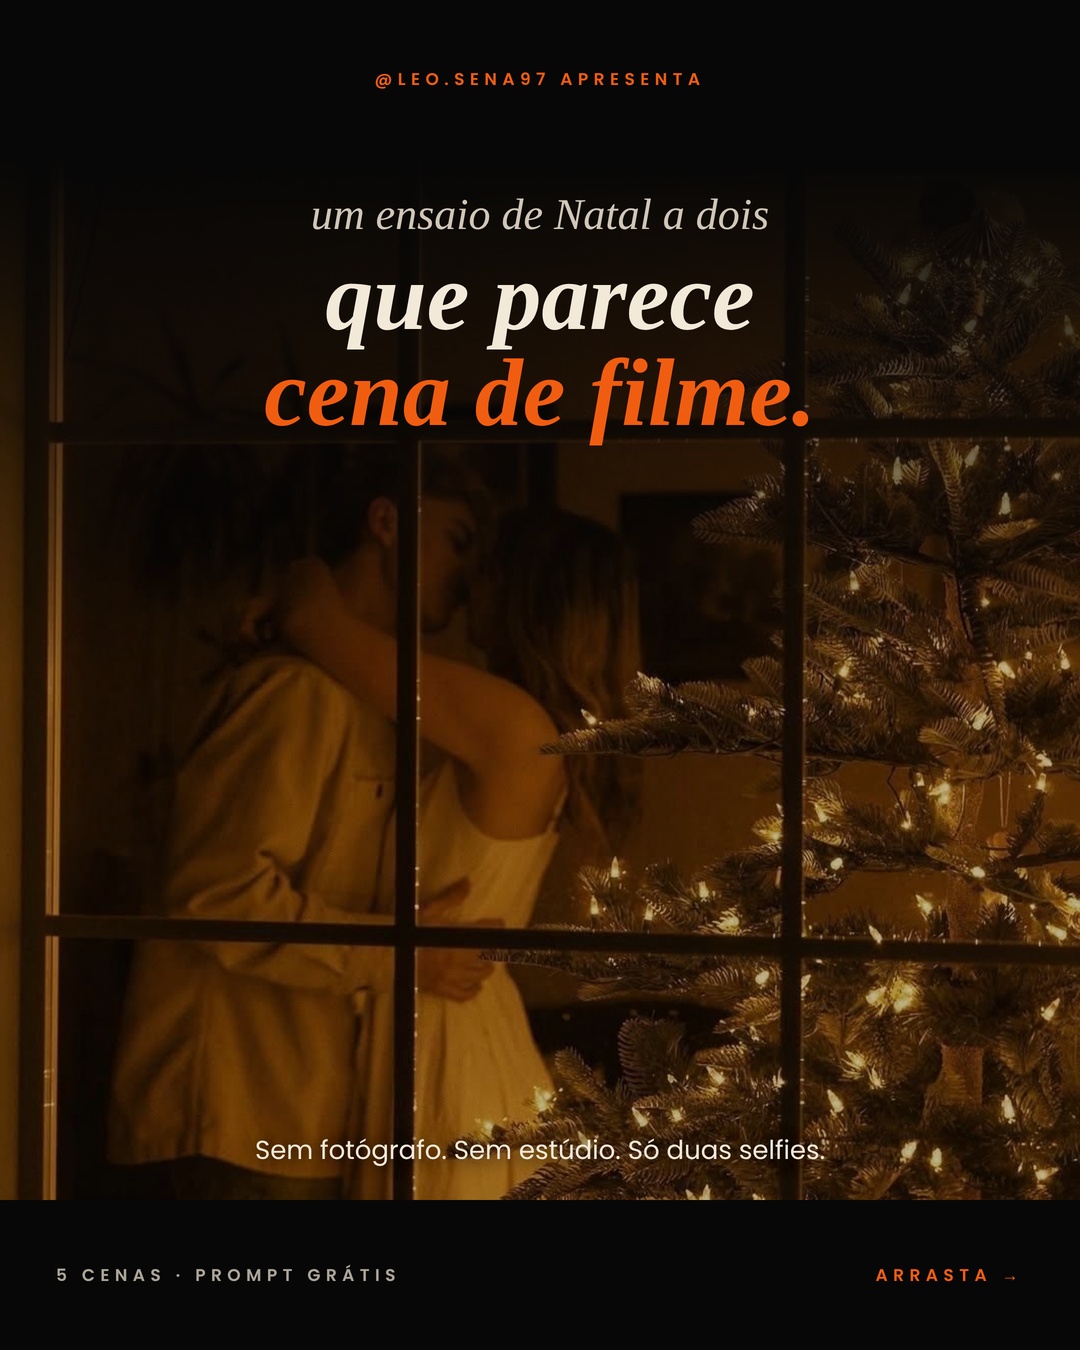 @LEO.SENA97 APRESENTA
um ensaio de Natal a dois
que parece
cena de filme.
Sem fotógrafo. Sem estúdio. Só duas selfies.
5 CENAS · PROMPT GRÁTIS
ARRASTA →